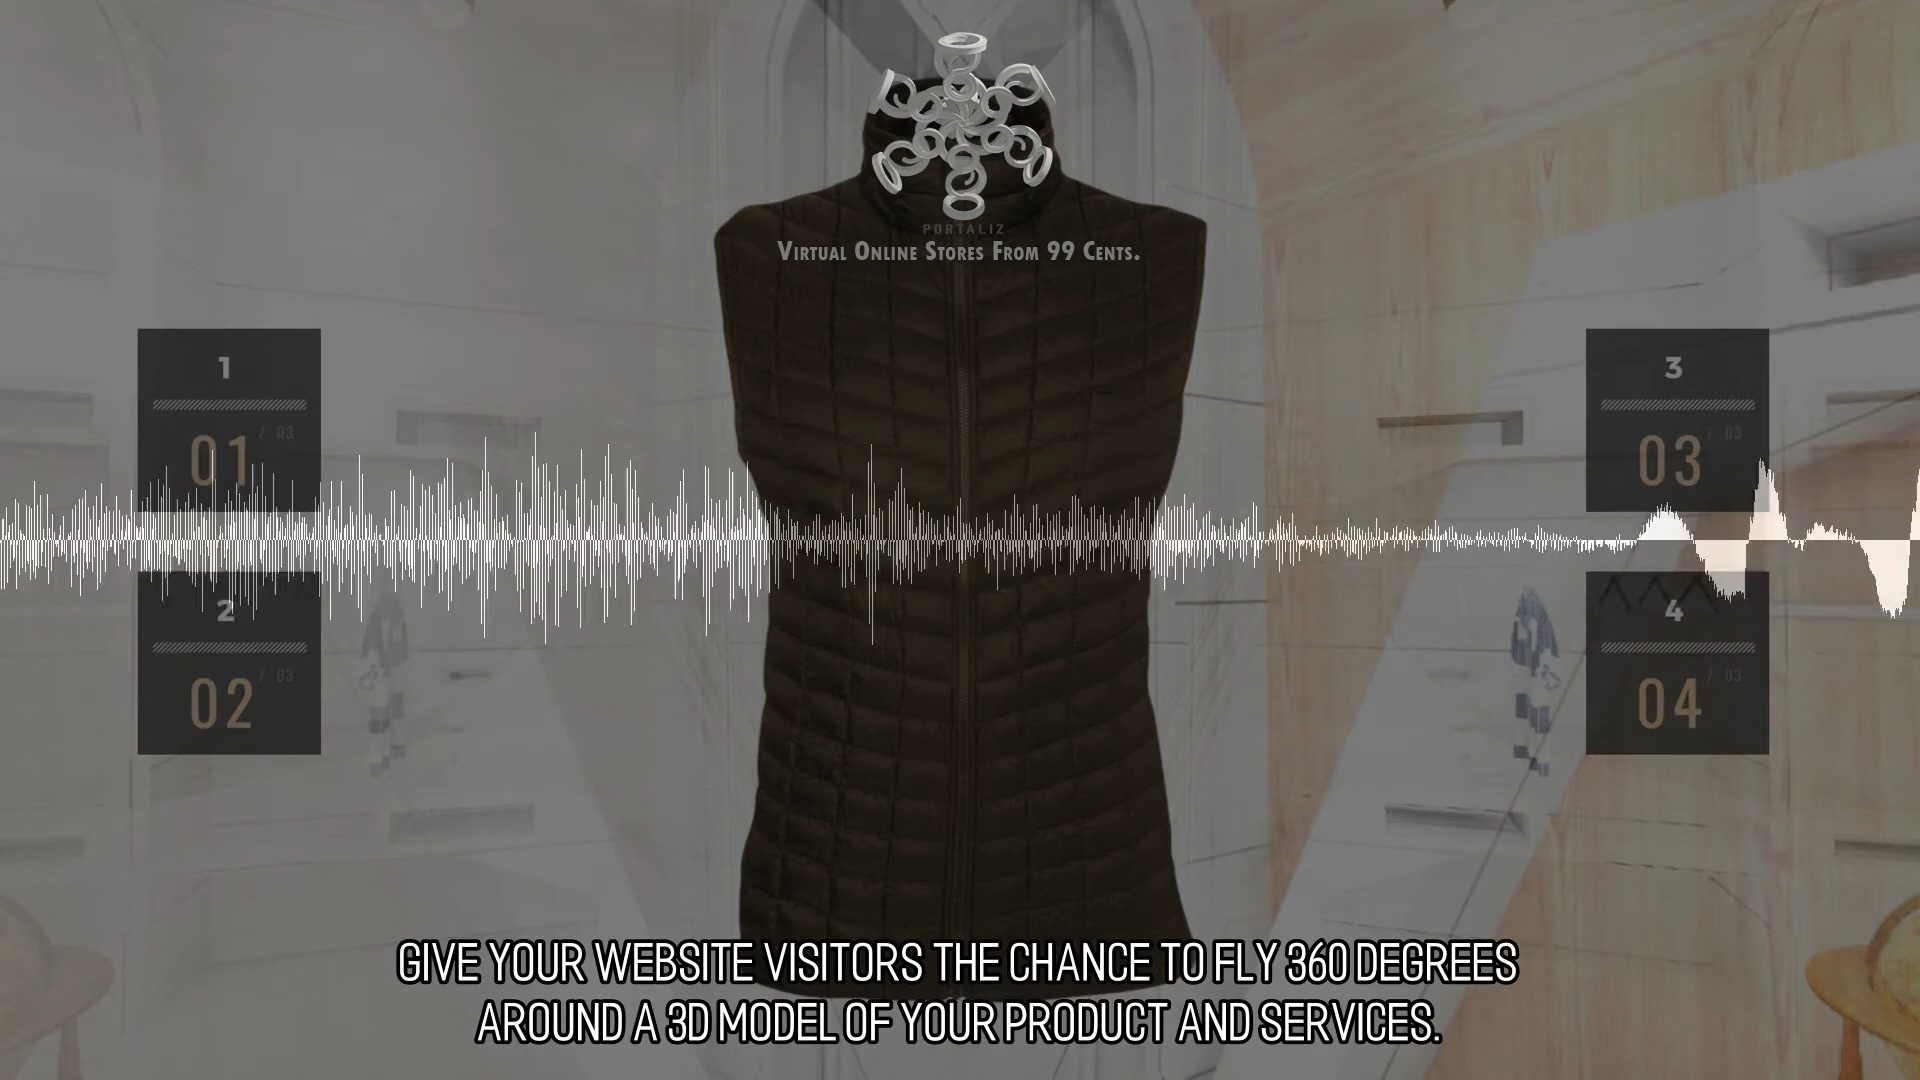 PORTALIZ
VIRTUAL ONLINE STORES FROM 99 CENTS.
1
01 / 03
2
02 / 03
3
03 / 03
4
04 / 03
GIVE YOUR WEBSITE VISITORS THE CHANCE TO FLY 360 DEGREES
AROUND A 3D MODEL OF YOUR PRODUCT AND SERVICES.